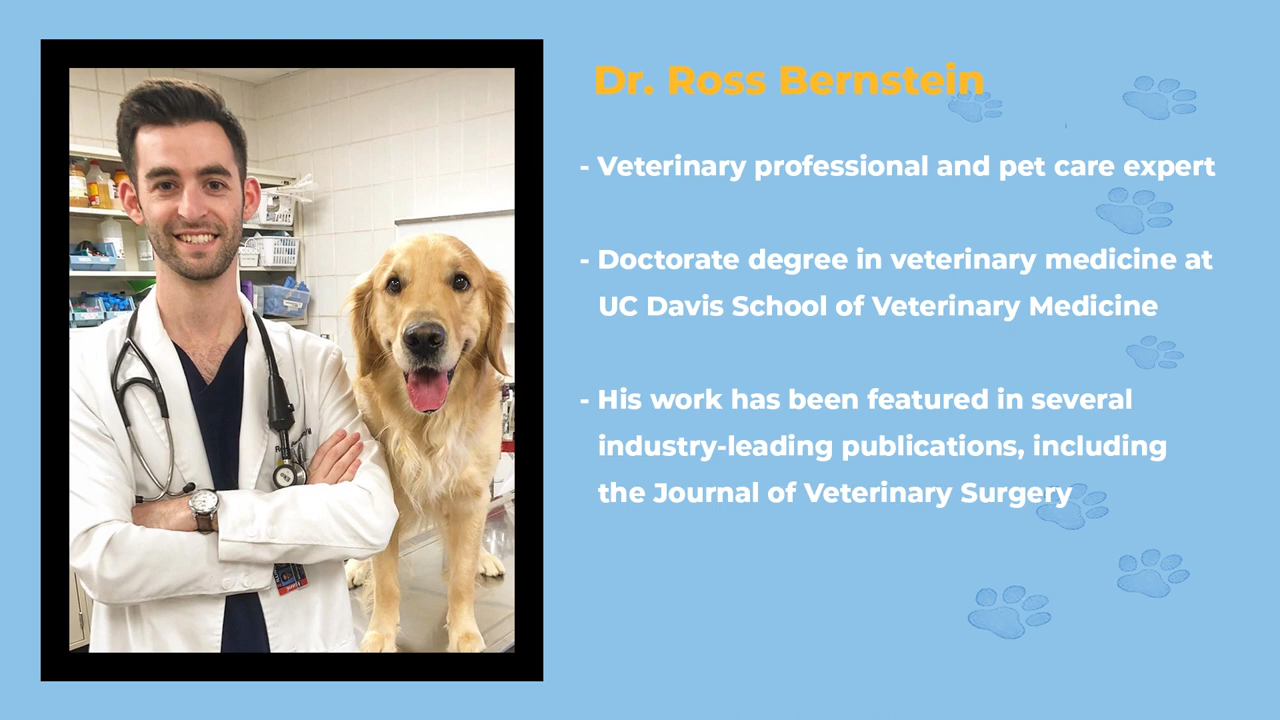 Dr. Ross Bernstein
- Veterinary professional and pet care expert
- Doctorate degree in veterinary medicine at
UC Davis School of Veterinary Medicine
- His work has been featured in several
industry-leading publications, including
the Journal of Veterinary Surgery